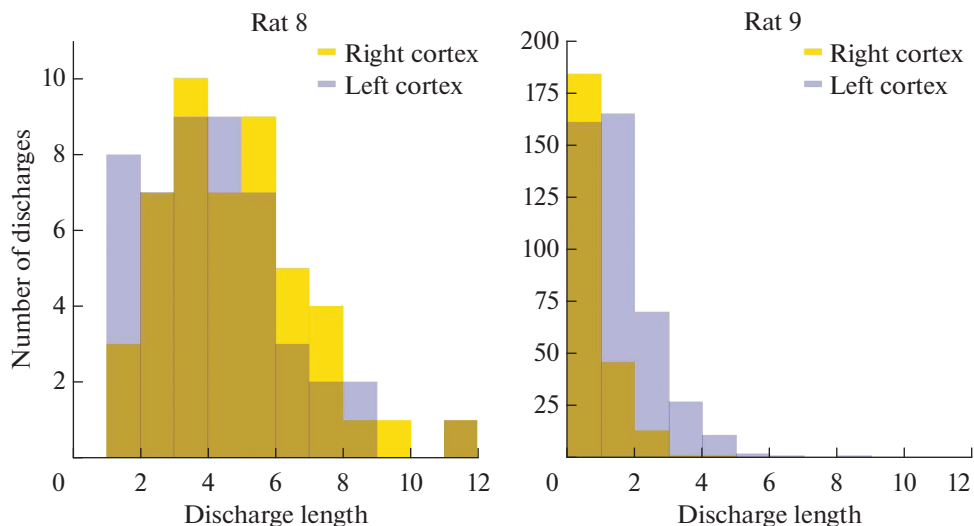 Rat 8
Right cortex
Left cortex
Number of discharges
10
8
6
4
2
0 2 4 6 8 10 12
Discharge length
Rat 9
Right cortex
Left cortex
200
175
150
125
100
75
50
25
0 2 4 6 8 10 12
Discharge length